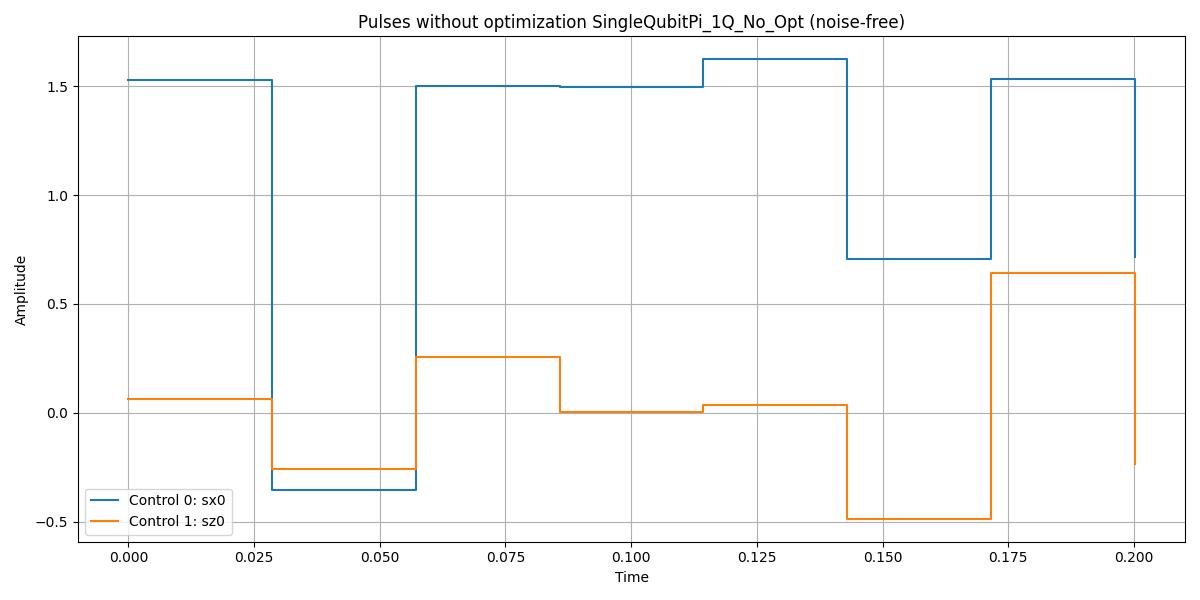 Pulses without optimization SingleQubitPi_1Q_No_Opt (noise-free)
Amplitude
1.5
1.0
0.5
0.0
−0.5
Control 0: sx0
Control 1: sz0
0.000 0.025 0.050 0.075 0.100 0.125 0.150 0.175 0.200
Time